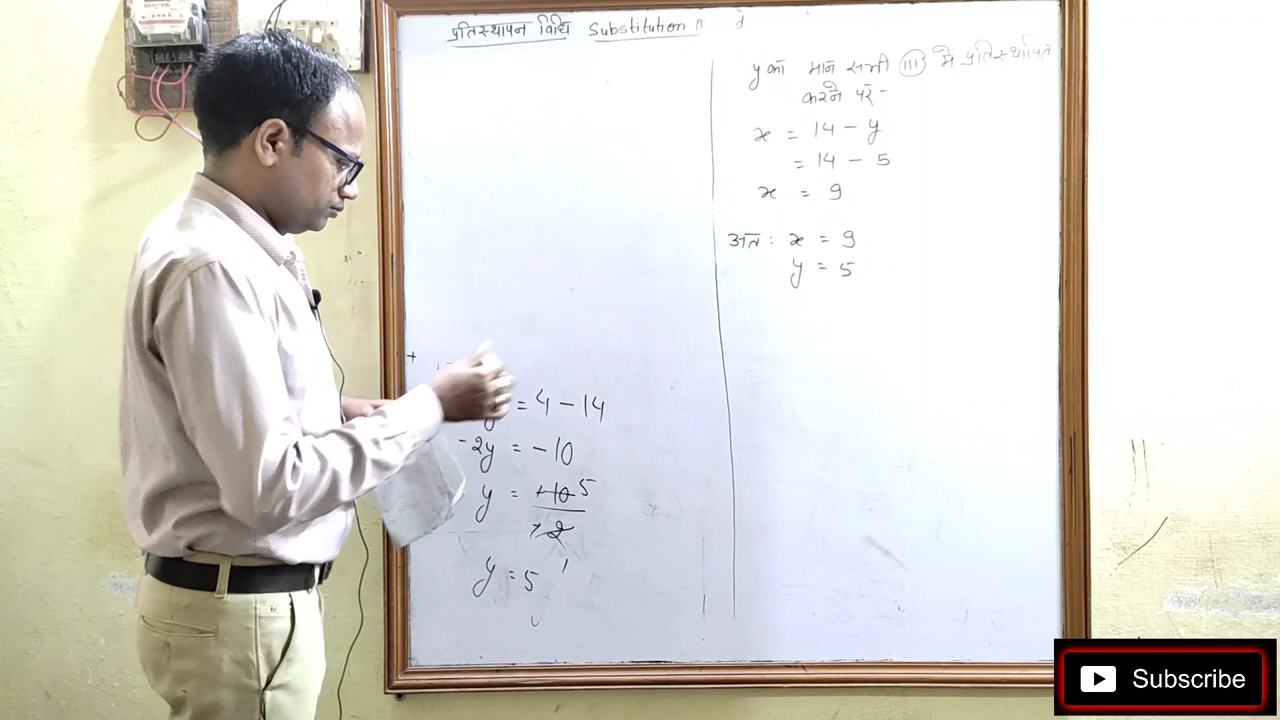 प्रतिस्थापन विधि Substitution
= 4 - 14
-2y = -10
y = -10 5
-2
1
y = 5
y का मान समी (III) में प्रतिस्थापित
करने पर -
x = 14 - y
= 14 - 5
x = 9
अतः x = 9
y = 5
Subscribe